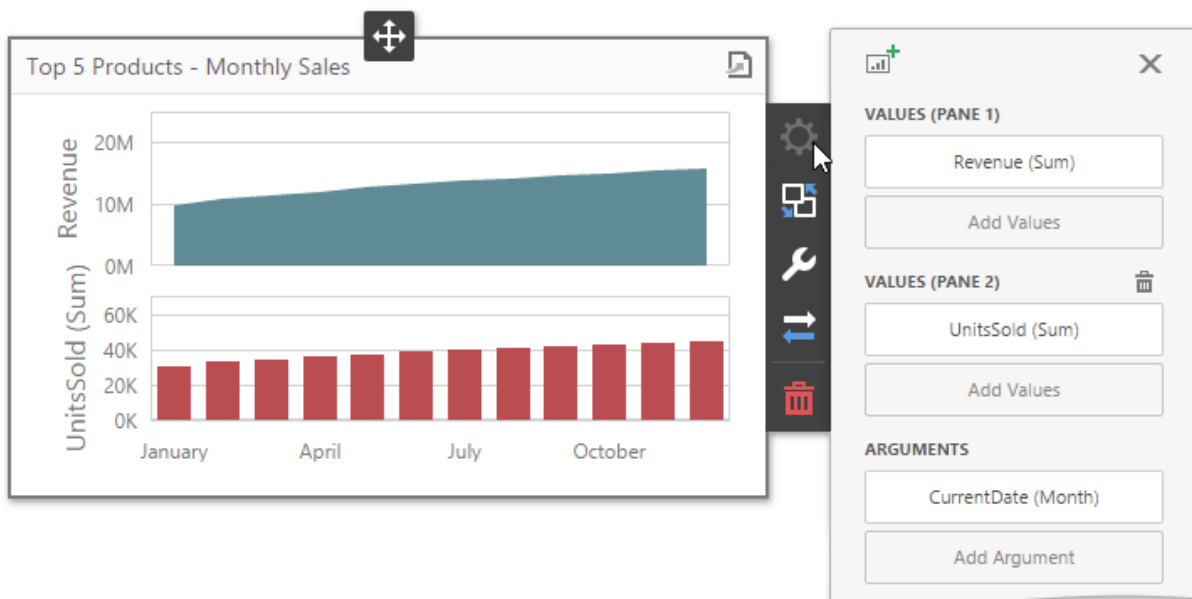 Top 5 Products - Monthly Sales
Revenue
20M
10M
0M
UnitsSold (Sum)
60K
40K
20K
0K
January April July October
VALUES (PANE 1)
Revenue (Sum)
Add Values
VALUES (PANE 2)
UnitsSold (Sum)
Add Values
ARGUMENTS
CurrentDate (Month)
Add Argument